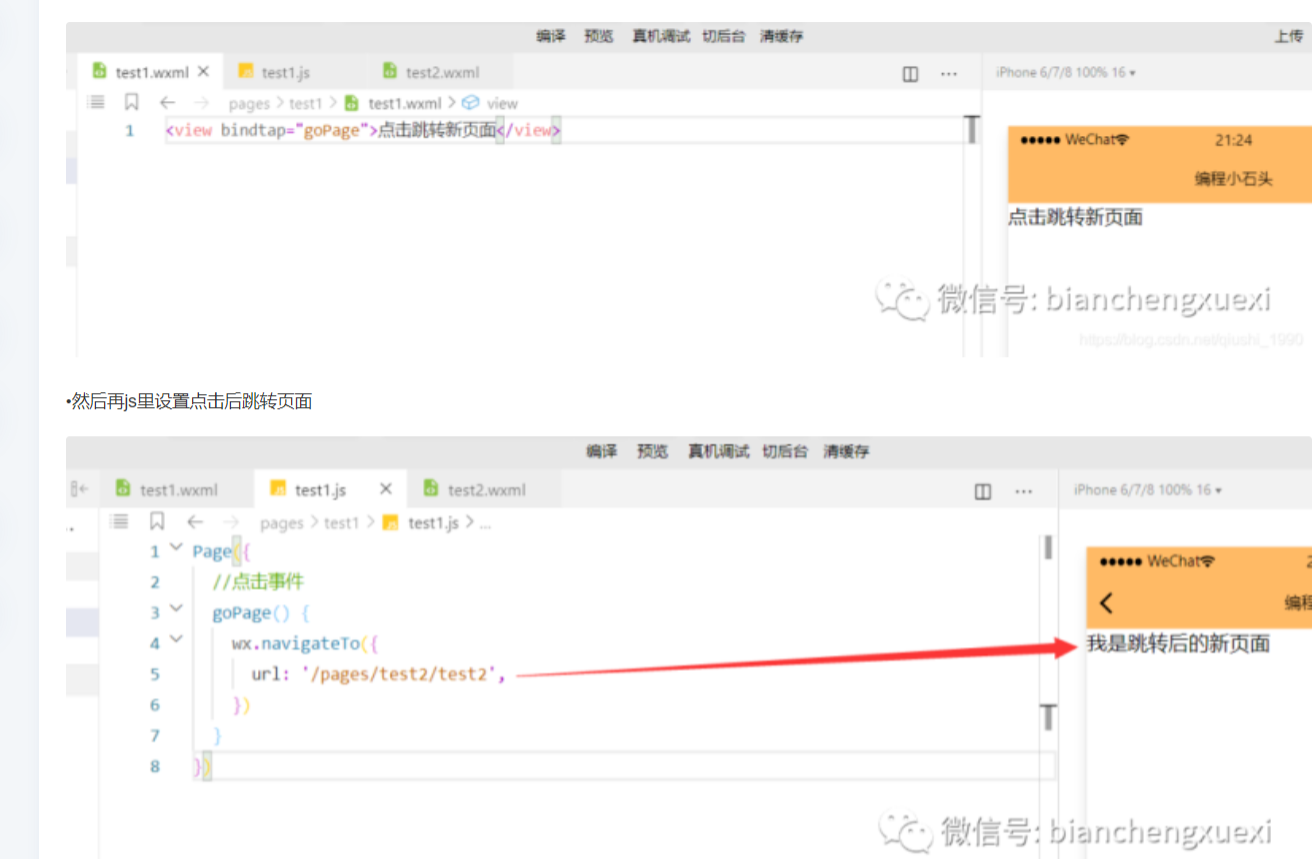 编译 预览 真机调试 切后台 清缓存 上传
test1.wxml test1.js test2.wxml iPhone 6/7/8 100% 16
pages > test1 > test1.wxml > view
1 <view bindtap="goPage">点击跳转新页面</view>
WeChat 21:24
编程小石头
点击跳转新页面
微信号: bianchengxuexi
https://blog.csdn.net/qiushi_1990
•然后再js里设置点击后跳转页面
编译 预览 真机调试 切后台 清缓存
test1.wxml test1.js test2.wxml iPhone 6/7/8 100% 16
pages > test1 > test1.js > ...
1 Page({
2 //点击事件
3 goPage() {
4 wx.navigateTo({
5 url: '/pages/test2/test2',
6 })
7 }
8 })
WeChat 2
编程
我是跳转后的新页面
微信号: bianchengxuexi